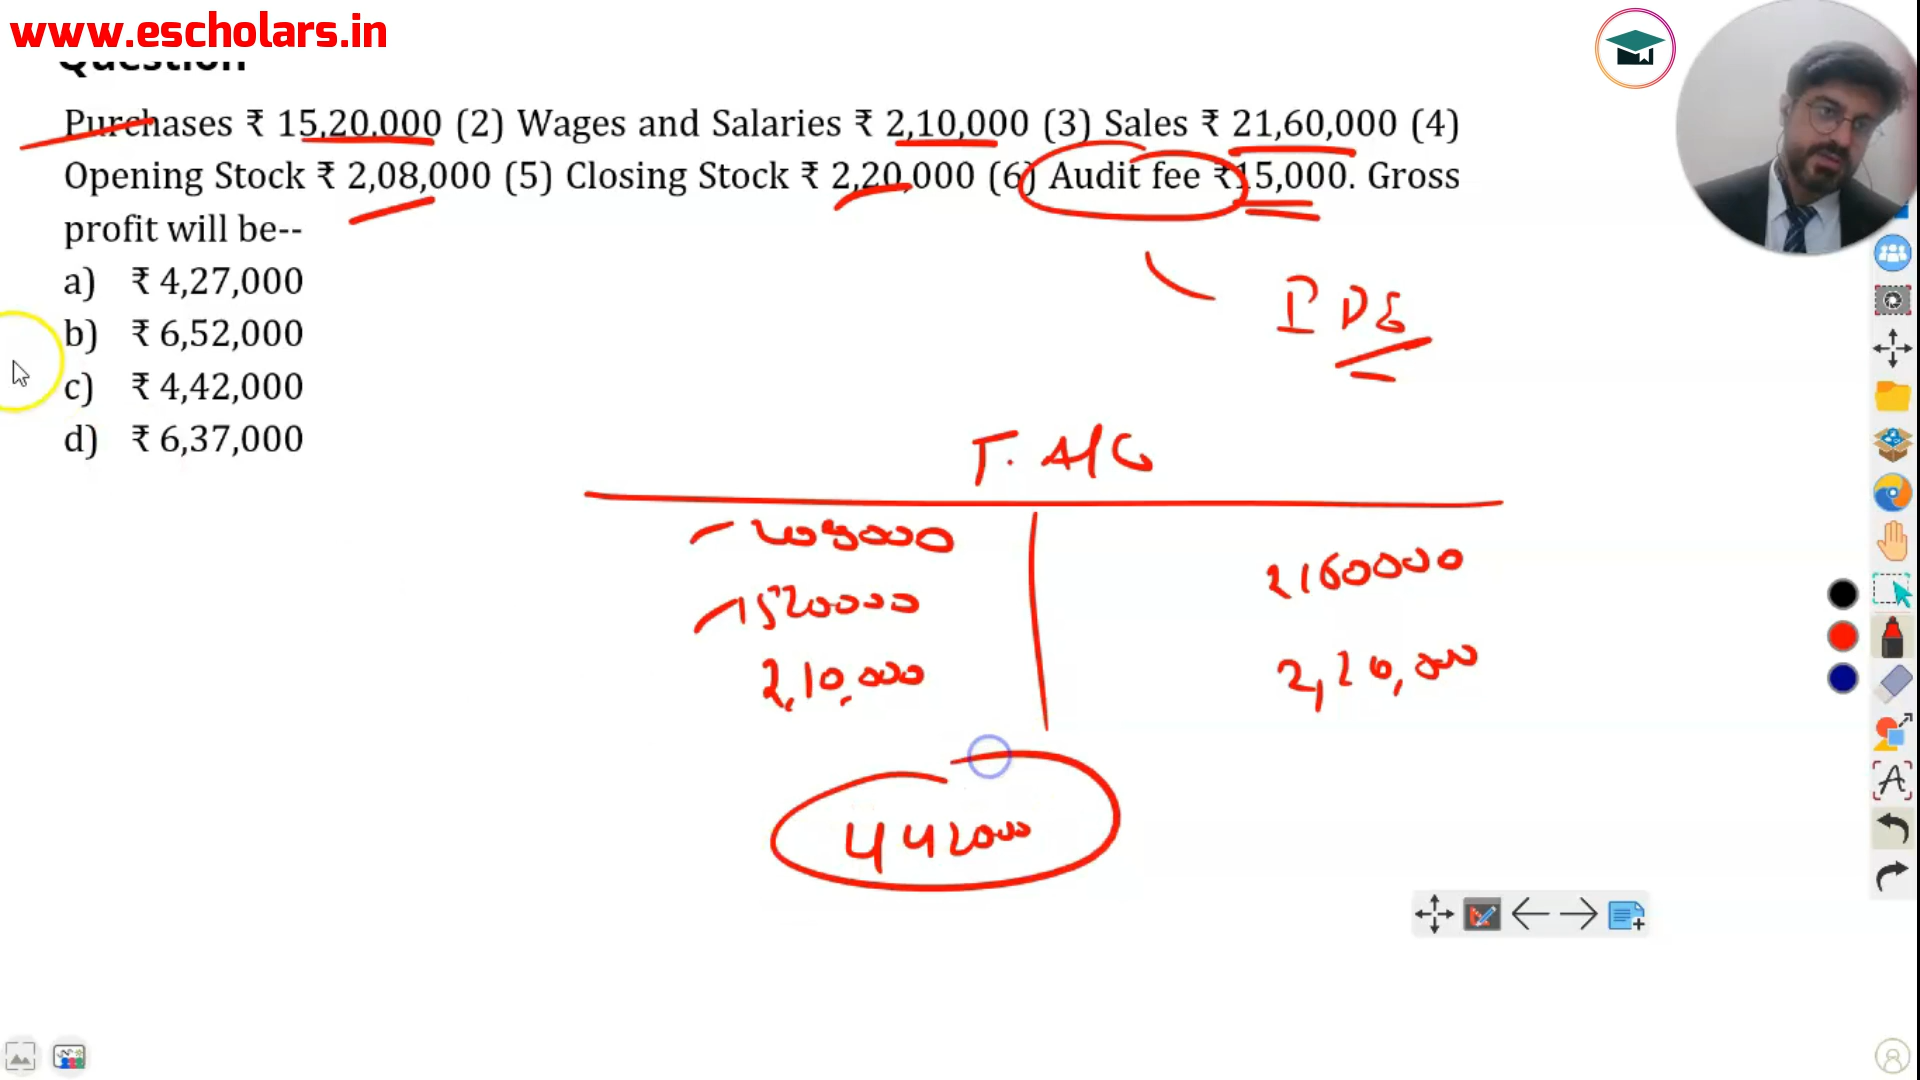 www.escholars.in
Question
Purchases ₹ 15,20,000 (2) Wages and Salaries ₹ 2,10,000 (3) Sales ₹ 21,60,000 (4)
Opening Stock ₹ 2,08,000 (5) Closing Stock ₹ 2,20,000 (6) Audit fee ₹15,000. Gross
profit will be--
a) ₹ 4,27,000
b) ₹ 6,52,000
c) ₹ 4,42,000
d) ₹ 6,37,000
IDE
T. A/C
208000
2160000
1520000
2,10,000
2,20,000
442000